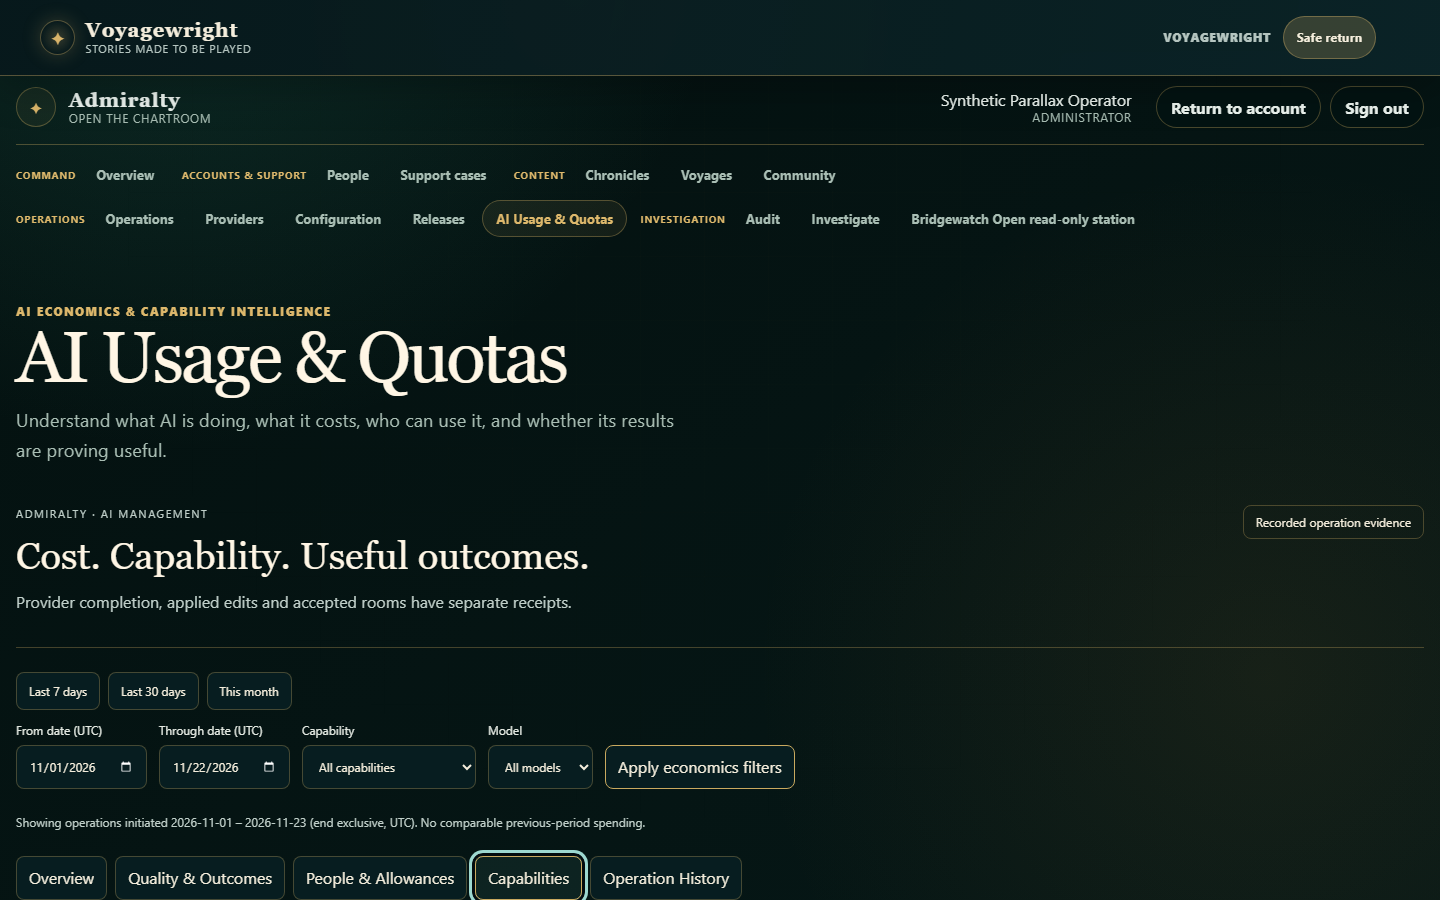 Voyagewright
STORIES MADE TO BE PLAYED
VOYAGEWRIGHT
Safe return
Admiralty
OPEN THE CHARTROOM
Synthetic Parallax Operator
ADMINISTRATOR
Return to account
Sign out
COMMAND Overview ACCOUNTS & SUPPORT People Support cases CONTENT Chronicles Voyages Community
OPERATIONS Operations Providers Configuration Releases AI Usage & Quotas INVESTIGATION Audit Investigate Bridgewatch Open read-only station
AI ECONOMICS & CAPABILITY INTELLIGENCE
AI Usage & Quotas
Understand what AI is doing, what it costs, who can use it, and whether its results
are proving useful.
ADMIRALTY · AI MANAGEMENT
Recorded operation evidence
Cost. Capability. Useful outcomes.
Provider completion, applied edits and accepted rooms have separate receipts.
Last 7 days Last 30 days This month
From date (UTC) Through date (UTC) Capability Model
11/01/2026 11/22/2026 All capabilities All models Apply economics filters
Showing operations initiated 2026-11-01 – 2026-11-23 (end exclusive, UTC). No comparable previous-period spending.
Overview Quality & Outcomes People & Allowances Capabilities Operation History